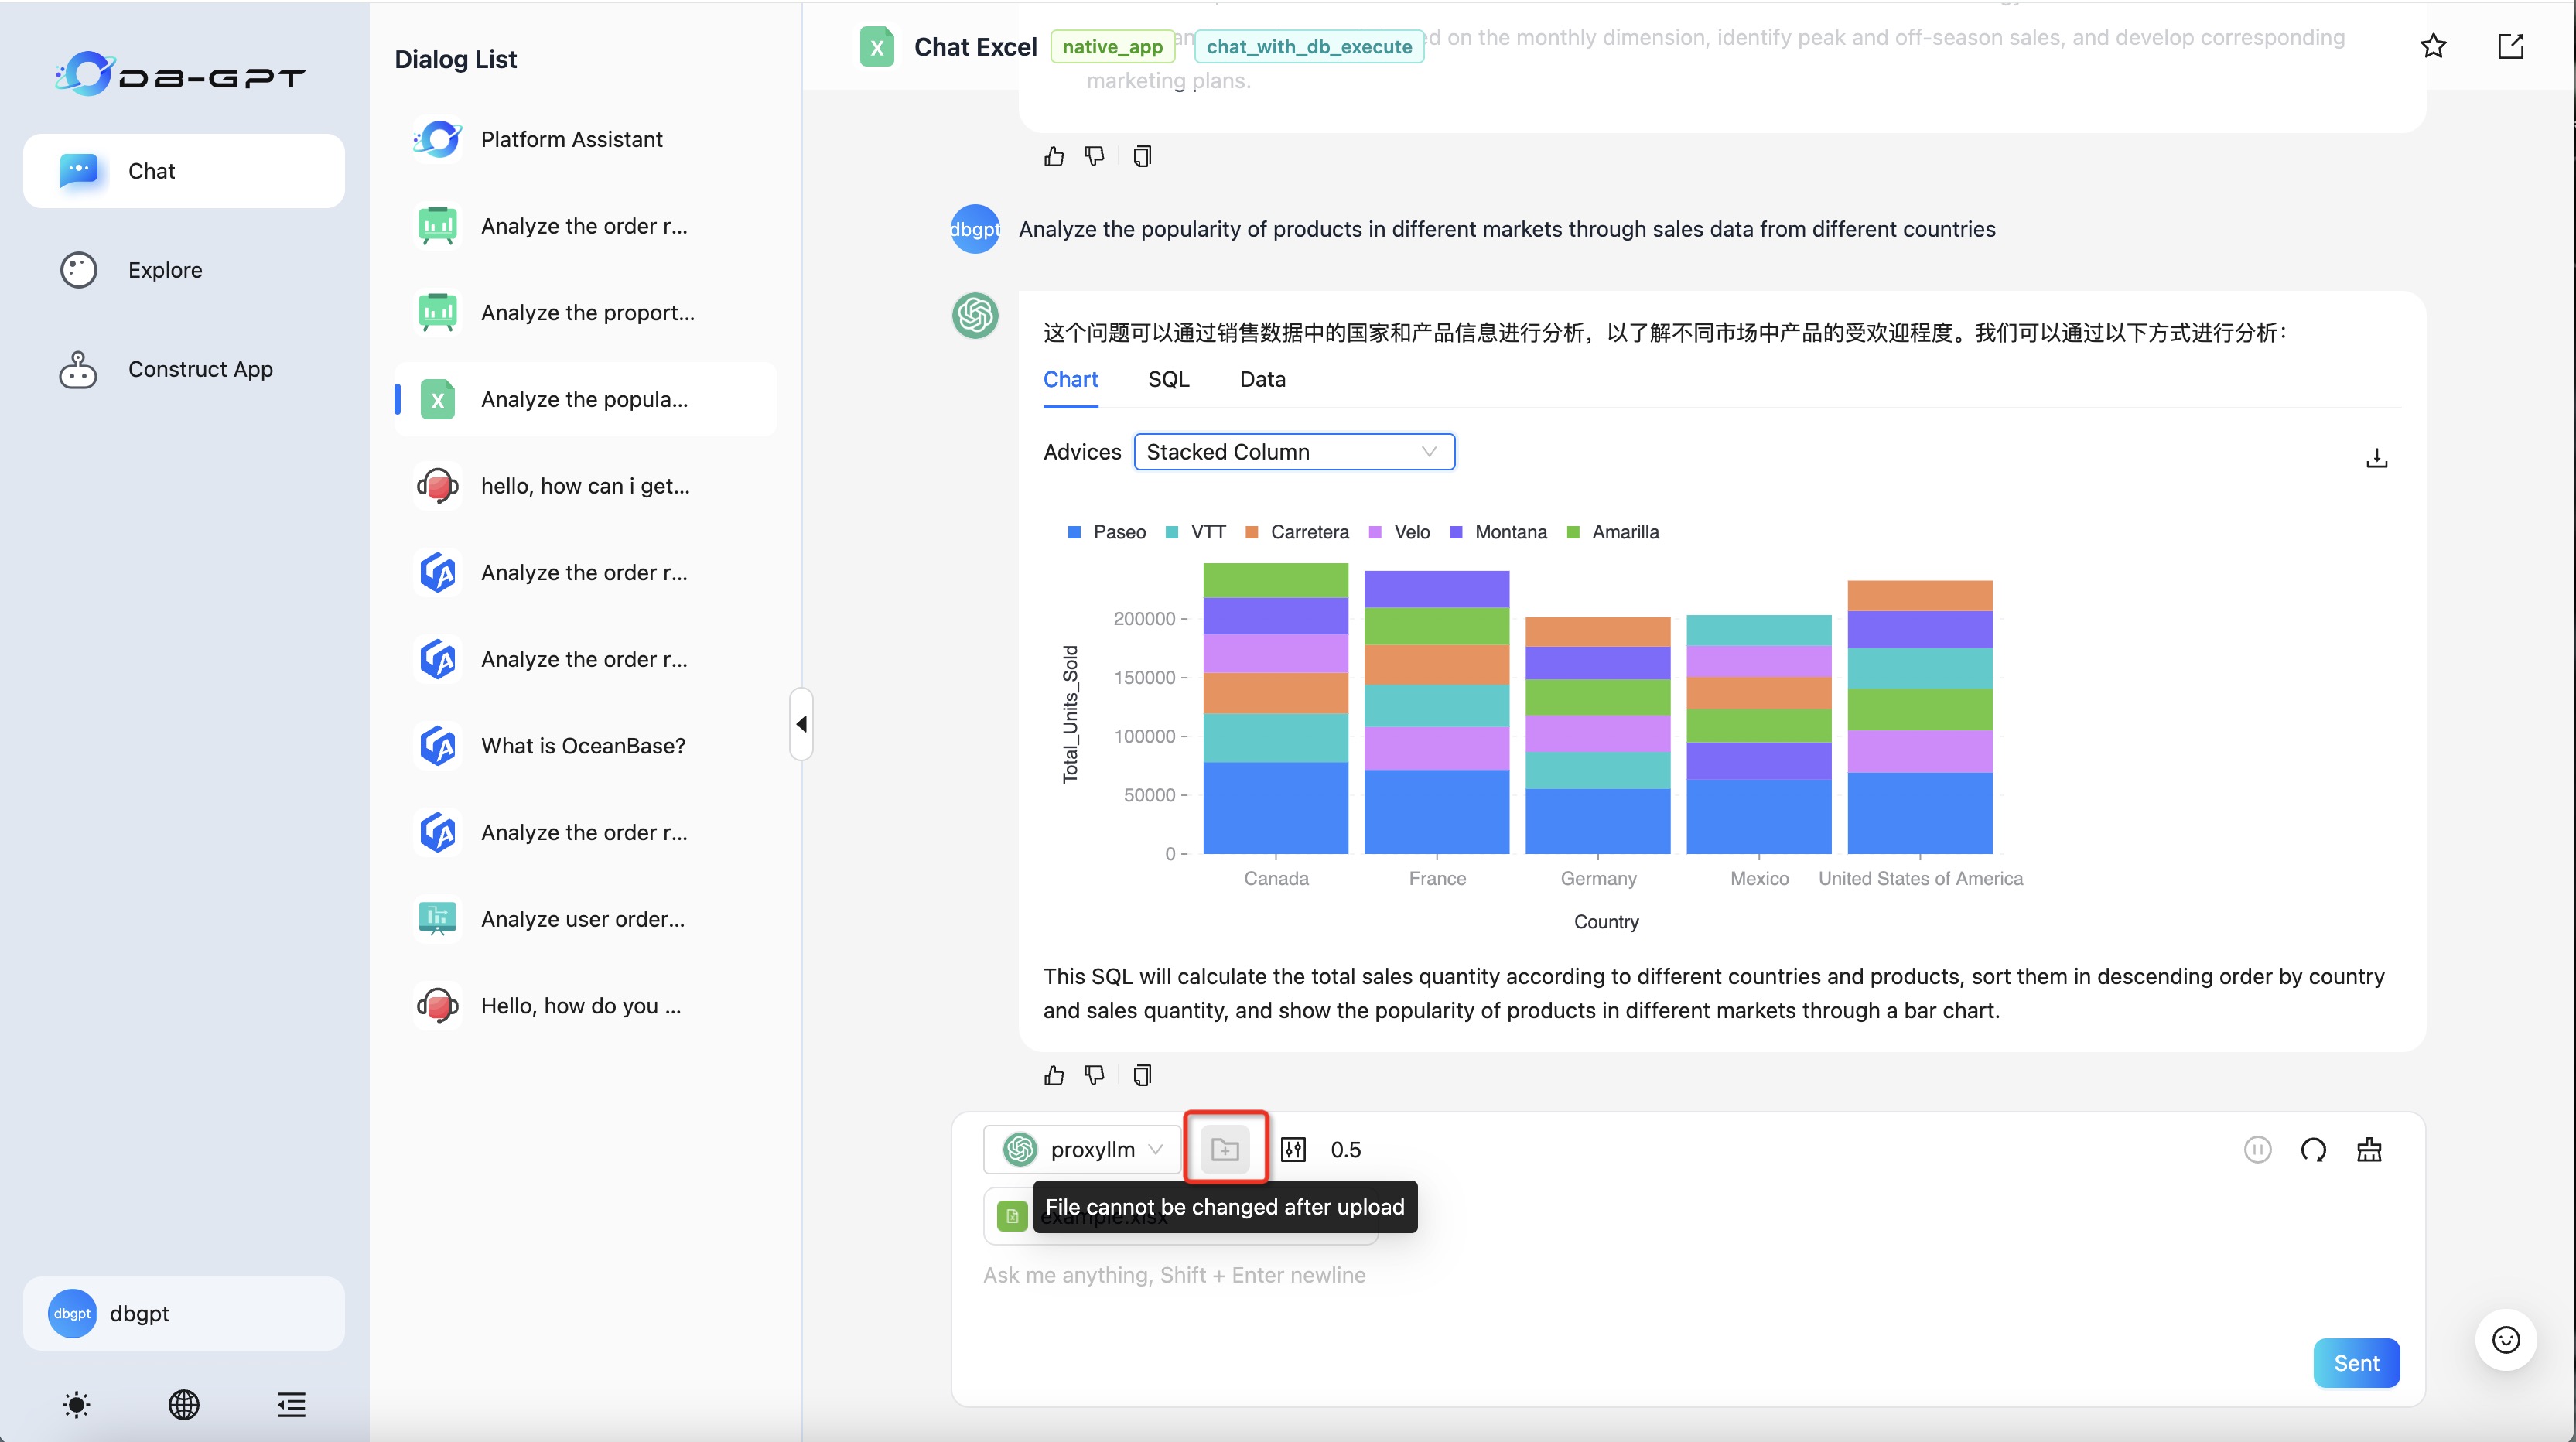 DB-GPT
Chat
Explore
Construct App
dbgpt
dbgpt
Dialog List
Platform Assistant
Analyze the order r...
Analyze the proport...
Analyze the popula...
hello, how can i get...
Analyze the order r...
Analyze the order r...
What is OceanBase?
Analyze the order r...
Analyze user order...
Hello, how do you ...
Chat Excel native_app chat_with_db_execute
on the monthly dimension, identify peak and off-season sales, and develop corresponding
marketing plans.
dbgpt
Analyze the popularity of products in different markets through sales data from different countries
这个问题可以通过销售数据中的国家和产品信息进行分析，以了解不同市场中产品的受欢迎程度。我们可以通过以下方式进行分析：
Chart SQL Data
Advices Stacked Column
Paseo VTT Carretera Velo Montana Amarilla
Total_Units_Sold
200000
150000
100000
50000
0
Canada France Germany Mexico United States of America
Country
This SQL will calculate the total sales quantity according to different countries and products, sort them in descending order by country
and sales quantity, and show the popularity of products in different markets through a bar chart.
proxyllm 0.5
File cannot be changed after upload
example.xlsx
Ask me anything, Shift + Enter newline
Sent